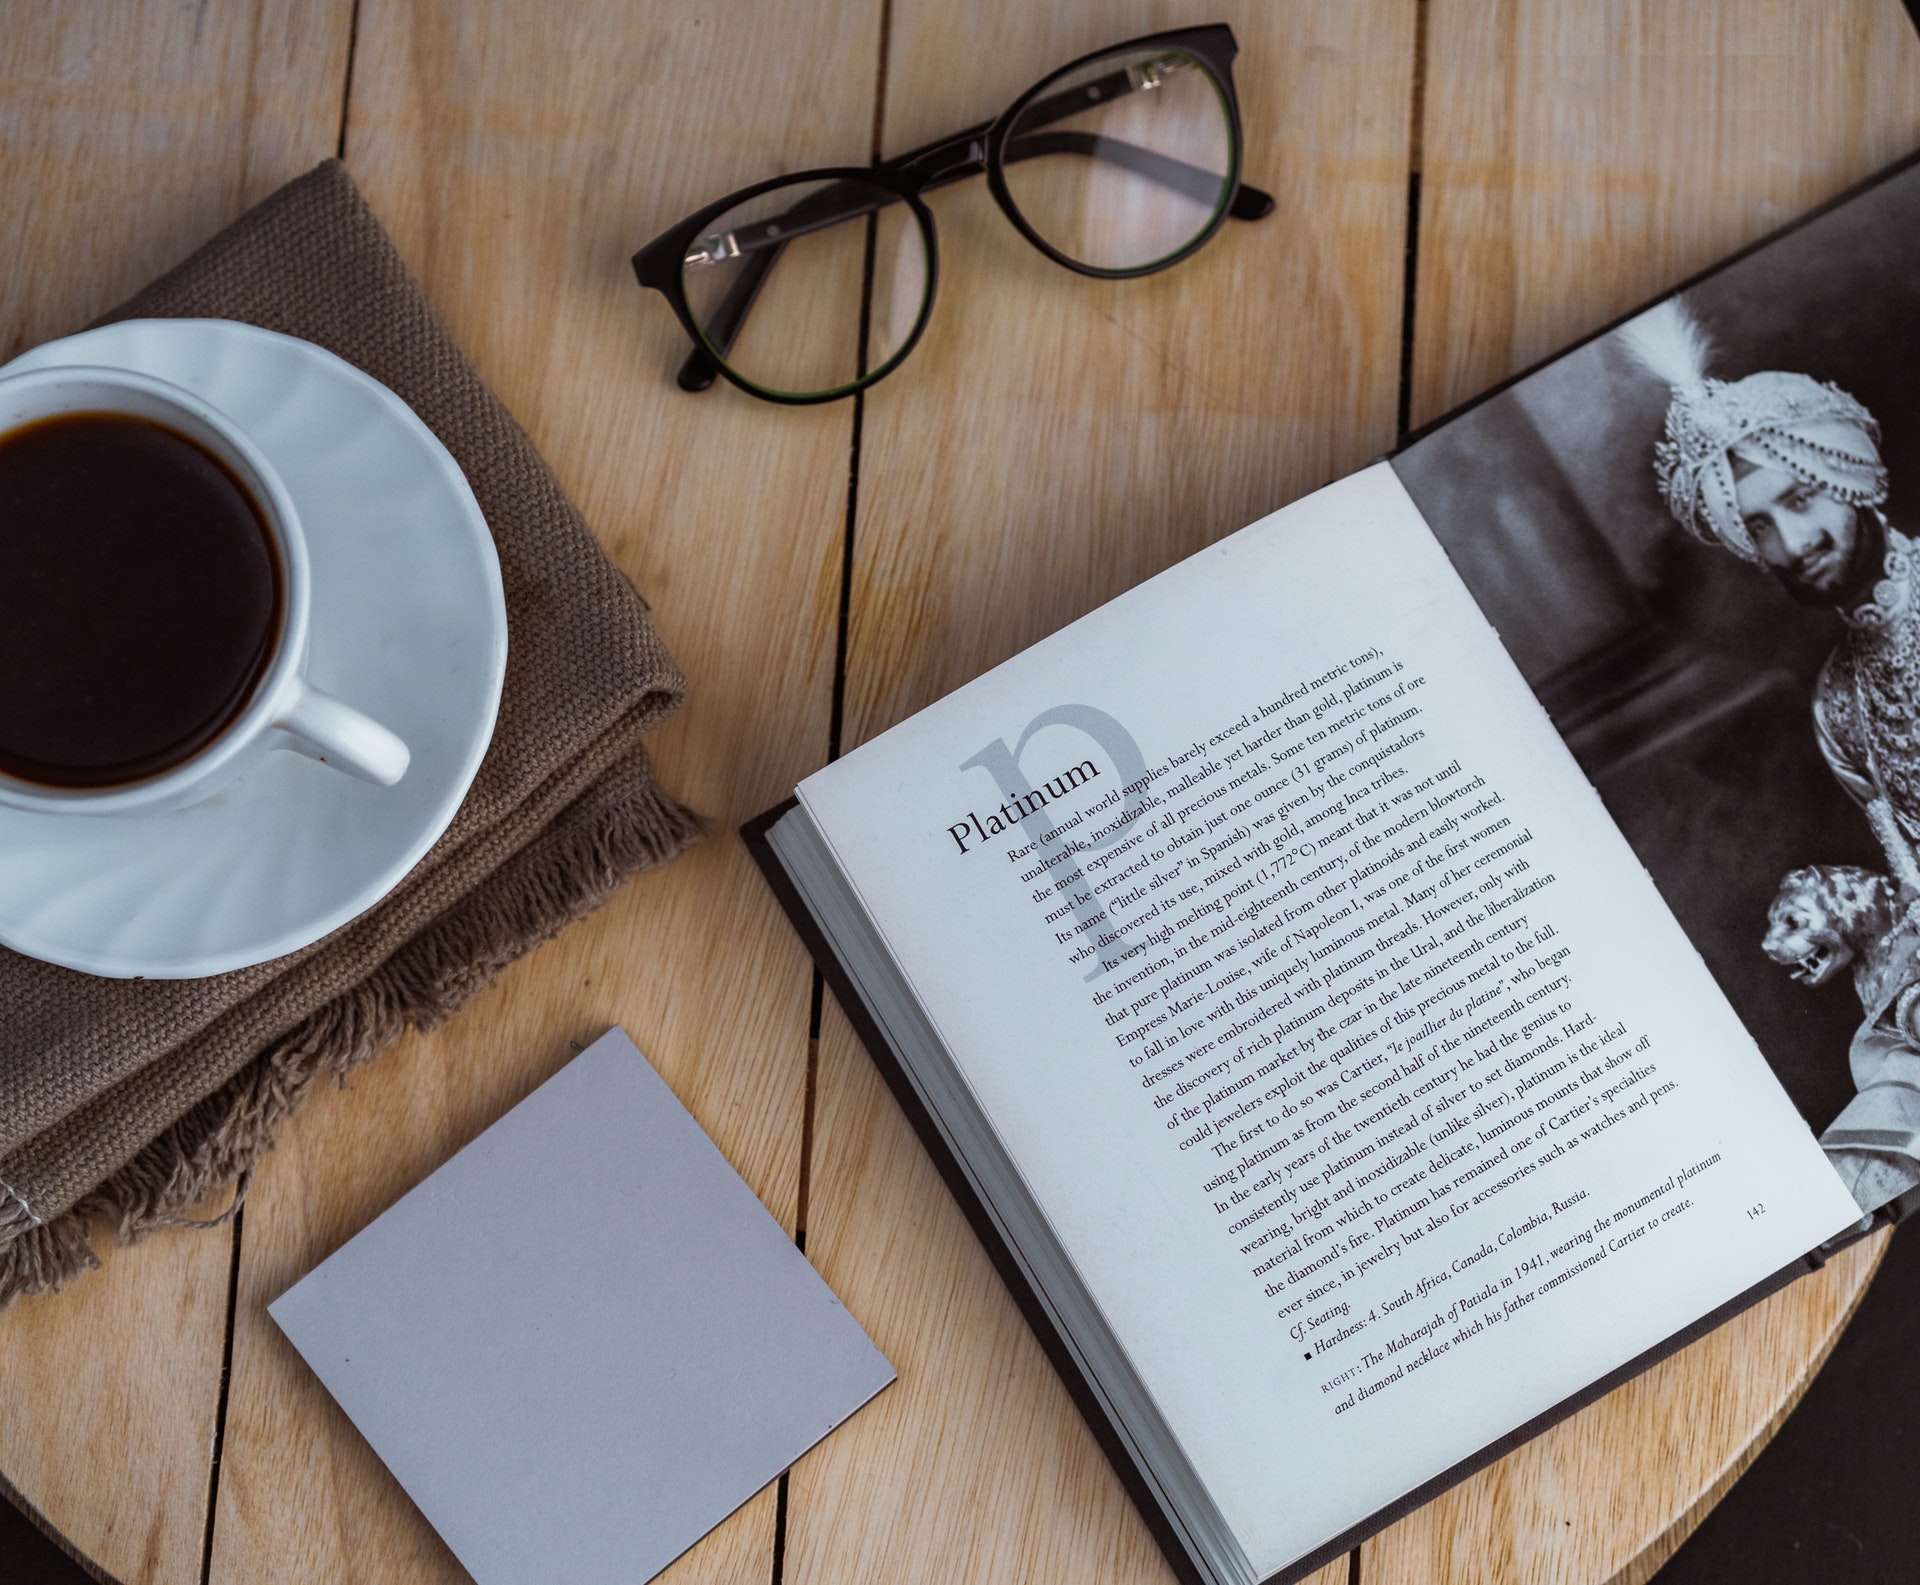 p
Platinum
Rare (annual world supplies barely exceed a hundred metric tons),
unalterable, inoxidizable, malleable yet harder than gold, platinum is
the most expensive of all precious metals. Some ten metric tons of ore
must be extracted to obtain just one ounce (31 grams) of platinum.
Its name (“little silver” in Spanish) was given by the conquistadors
who discovered its use, mixed with gold, among Inca tribes.
Its very high melting point (1,772°C) meant that it was not until
the invention, in the mid-eighteenth century, of the modern blowtorch
that pure platinum was isolated from other platinoids and easily worked.
Empress Marie-Louise, wife of Napoleon I, was one of the first women
to fall in love with this uniquely luminous metal. Many of her ceremonial
dresses were embroidered with platinum threads. However, only with
the discovery of rich platinum deposits in the Ural, and the liberalization
of the platinum market by the czar in the late nineteenth century
could jewelers exploit the qualities of this precious metal to the full.
The first to do so was Cartier, “le joaillier du platine”, who began
using platinum as from the second half of the nineteenth century.
In the early years of the twentieth century he had the genius to
consistently use platinum instead of silver to set diamonds. Hard-
wearing, bright and inoxidizable (unlike silver), platinum is the ideal
material from which to create delicate, luminous mounts that show off
the diamond’s fire. Platinum has remained one of Cartier’s specialties
ever since, in jewelry but also for accessories such as watches and pens.
Cf. Seating.
▪ Hardness: 4. South Africa, Canada, Colombia, Russia.
RIGHT: The Maharajah of Patiala in 1941, wearing the monumental platinum
and diamond necklace which his father commissioned Cartier to create.
142